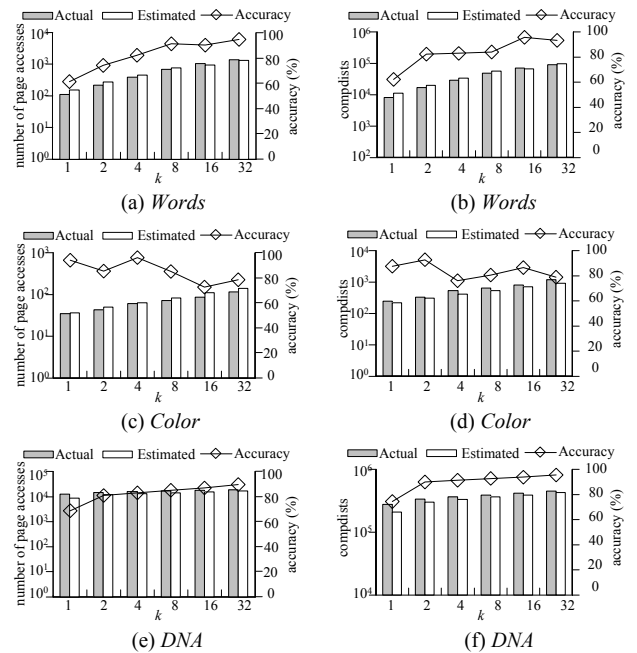 Actual Estimated Accuracy
number of page accesses
10^4
10^3
10^2
10^1
10^0
100
80
60
40
20
0
accuracy (%)
1 2 4 8 16 32
k
(a) Words
Actual Estimated Accuracy
compdists
10^6
10^5
10^4
10^3
10^2
100
80
60
40
20
0
accuracy (%)
1 2 4 8 16 32
k
(b) Words
Actual Estimated Accuracy
number of page accesses
10^3
10^2
10^1
10^0
100
80
60
40
20
0
accuracy (%)
1 2 4 8 16 32
k
(c) Color
Actual Estimated Accuracy
compdists
10^4
10^3
10^2
10^1
10^0
100
80
60
40
20
0
accuracy (%)
1 2 4 8 16 32
k
(d) Color
Actual Estimated Accuracy
number of page accesses
10^5
10^4
10^3
10^2
10^1
10^0
100
80
60
40
20
0
accuracy (%)
1 2 4 8 16 32
k
(e) DNA
Actual Estimated Accuracy
compdists
10^6
10^5
10^4
100
80
60
40
20
0
accuracy (%)
1 2 4 8 16 32
k
(f) DNA